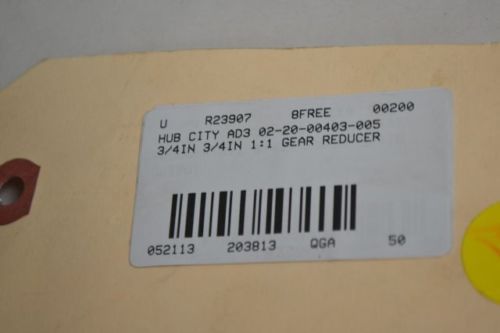 U R23907 8FREE 00200
HUB CITY AD3 02-20-00403-005
3/4IN 3/4IN 1:1 GEAR REDUCER
052113 203813 QGA 50